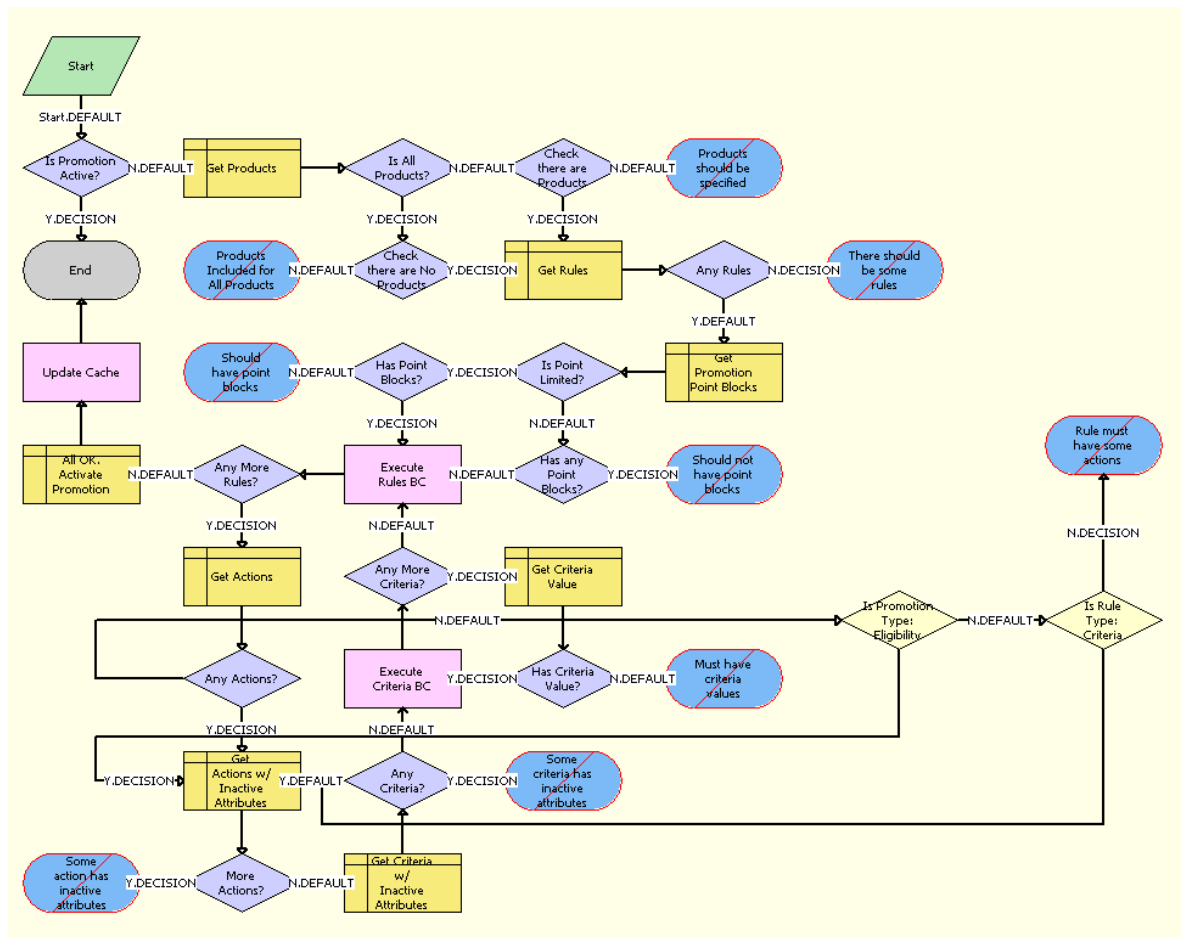 Start
Start.DEFAULT
Is Promotion
Active?
N.DEFAULT
Get Products
Is All
Products?
N.DEFAULT
Check
there are
Products
N.DEFAULT
Products
should be
specified
Y.DECISION
Y.DECISION
Y.DECISION
End
Products
Included for
All Products
N.DEFAULT
Check
there are No
Products
Y.DECISION
Get Rules
Any Rules
N.DECISION
There should
be some
rules
Y.DEFAULT
Update Cache
Should
have point
blocks
N.DEFAULT
Has Point
Blocks?
Y.DECISION
Is Point
Limited?
Get
Promotion
Point Blocks
Y.DECISION
N.DEFAULT
Rule must
have some
actions
All OK.
Activate
Promotion
N.DEFAULT
Any More
Rules?
Execute
Rules BC
N.DEFAULT
Has any
Point
Blocks?
Y.DECISION
Should not
have point
blocks
Y.DECISION
N.DEFAULT
N.DECISION
Get Actions
Any More
Criteria?
Y.DECISION
Get Criteria
Value
N.DEFAULT
Is Promotion
Type:
Eligibility
N.DEFAULT
Is Rule
Type:
Criteria
Any Actions?
Execute
Criteria BC
Y.DECISION
Has Criteria
Value?
N.DEFAULT
Must have
criteria
values
Y.DECISION
N.DEFAULT
Y.DECISION
Get
Actions w/
Inactive
Attributes
Y.DEFAULT
Any
Criteria?
Y.DECISION
Some
criteria has
inactive
attributes
Some
action has
inactive
attributes
Y.DECISION
More
Actions?
N.DEFAULT
Get Criteria
w/
Inactive
Attributes